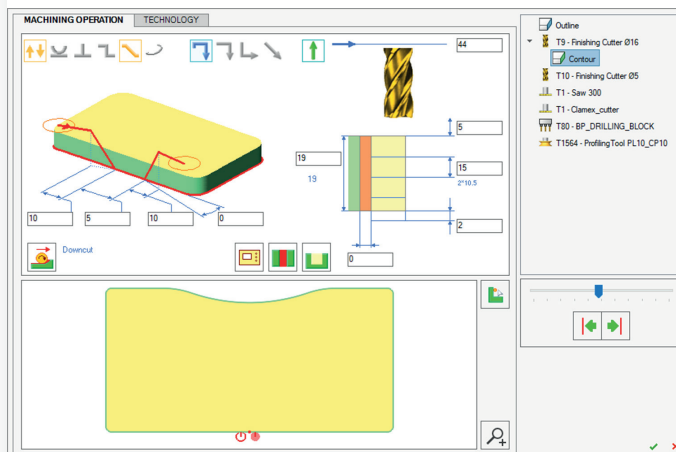 MACHINING OPERATION
TECHNOLOGY
44
5
19
19
15
2*10.5
2
0
10
5
10
0
Downcut
Outline
T9 - Finishing Cutter Ø16
Contour
T10 - Finishing Cutter Ø5
T1 - Saw 300
T1 - Clamex_cutter
T80 - BP_DRILLING_BLOCK
T1564 - ProfilingTool PL10_CP10